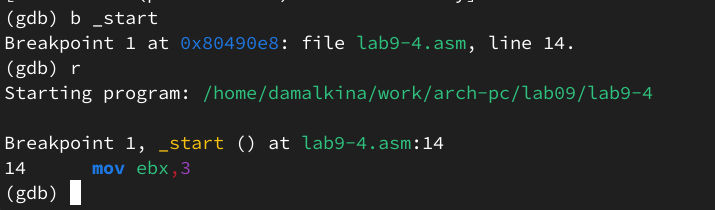 (gdb) b _start
Breakpoint 1 at 0x80490e8: file lab9-4.asm, line 14.
(gdb) r
Starting program: /home/damalkina/work/arch-pc/lab09/lab9-4
Breakpoint 1, _start () at lab9-4.asm:14
14      mov ebx,3
(gdb)